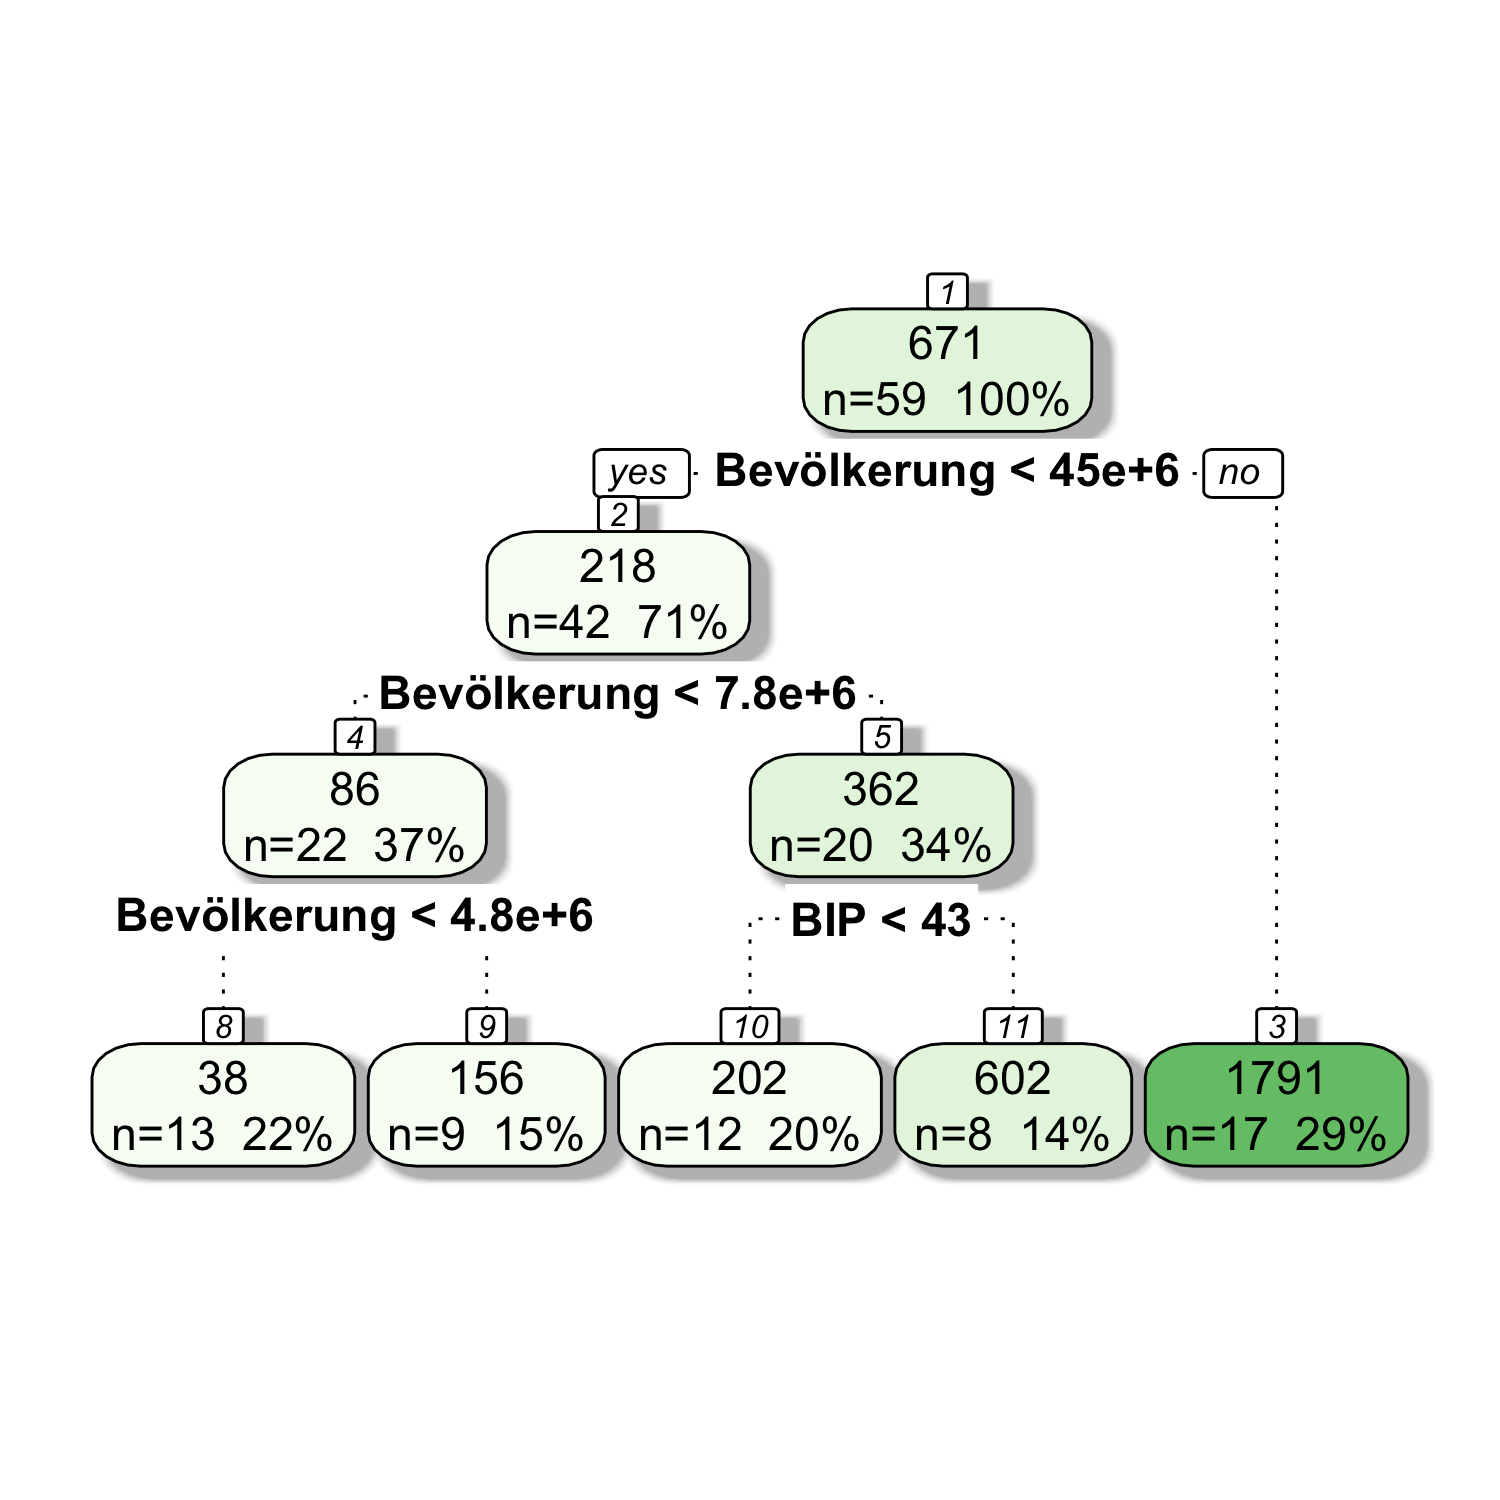 1
671
n=59 100%
yes Bevölkerung < 45e+6 no
2
218
n=42 71%
Bevölkerung < 7.8e+6
4
86
n=22 37%
5
362
n=20 34%
Bevölkerung < 4.8e+6
BIP < 43
8
38
n=13 22%
9
156
n=9 15%
10
202
n=12 20%
11
602
n=8 14%
3
1791
n=17 29%